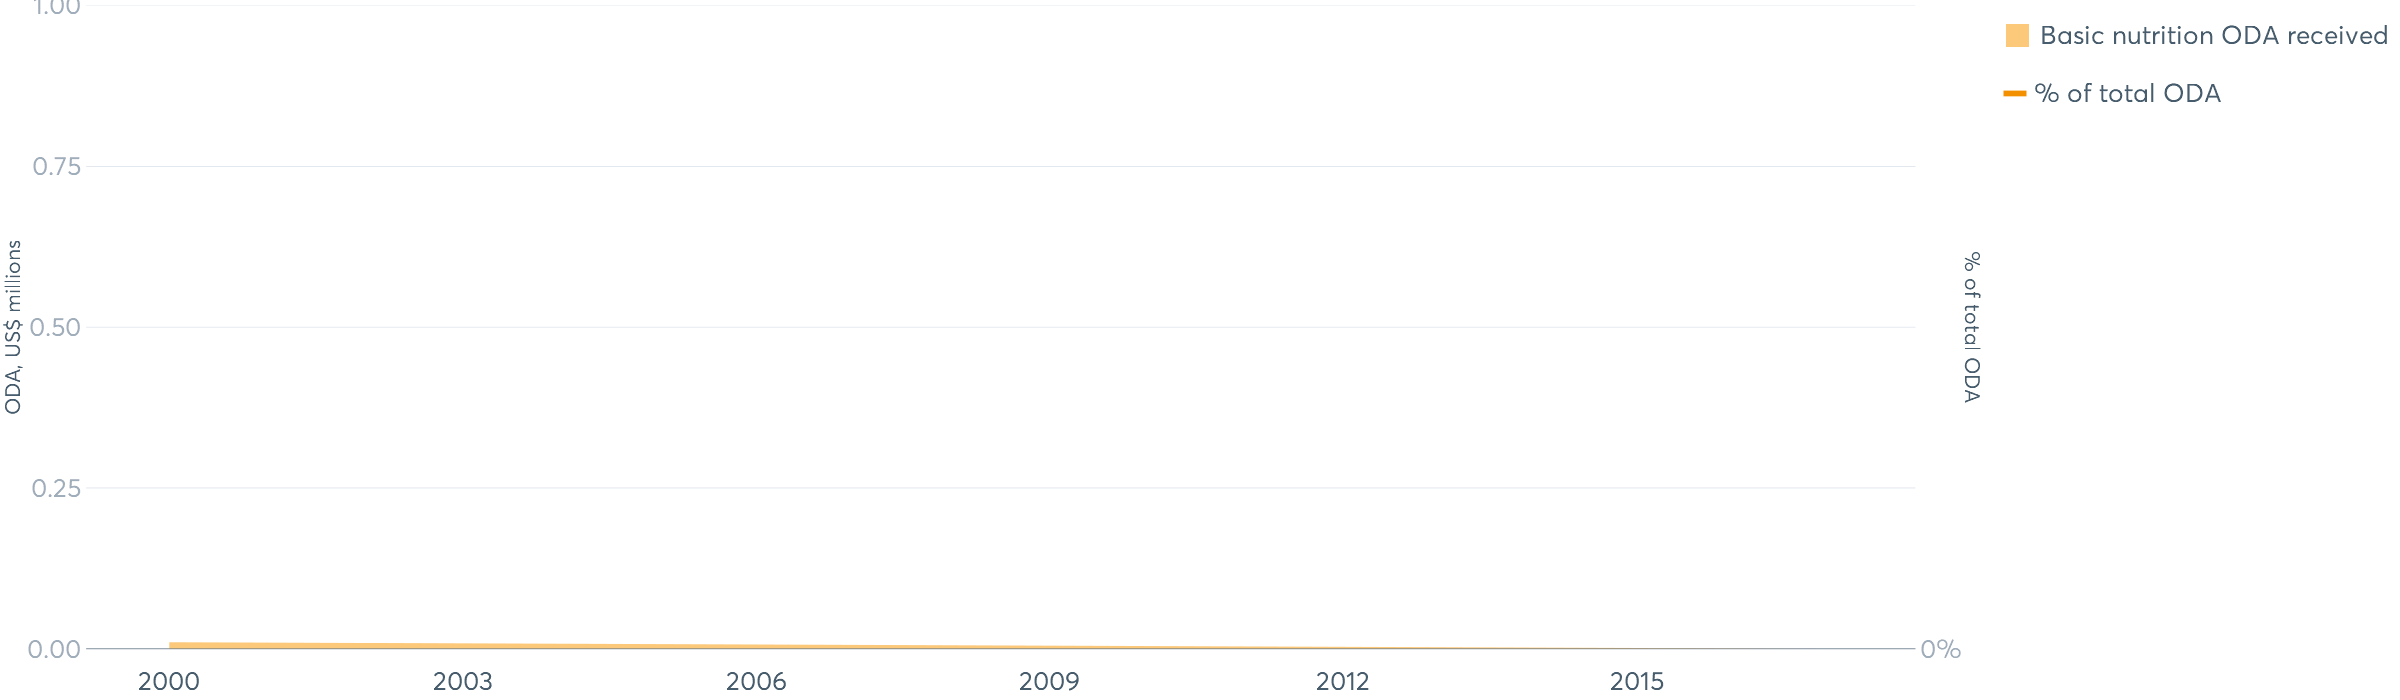 1.00
0.75
0.50
0.25
0.00
ODA, US$ millions
2000 2003 2006 2009 2012 2015
0%
% of total ODA
Basic nutrition ODA received
% of total ODA